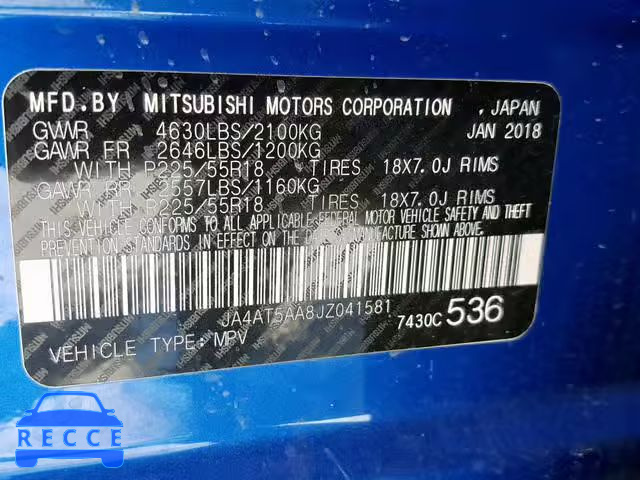 MFD.BY MITSUBISHI MOTORS CORPORATION , JAPAN
GVWR 4630LBS/2100KG JAN 2018
GAWR FR 2646LBS/1200KG
WITH P225/55R18 TIRES 18X7.0J RIMS
GAWR RR 2557LBS/1160KG
WITH P225/55R18 TIRES 18X7.0J RIMS
THIS VEHICLE CONFORMS TO ALL APPLICABLE FEDERAL MOTOR VEHICLE SAFETY AND THEFT
PREVENTION STANDARDS IN EFFECT ON THE DATE OF MANUFACTURE SHOWN ABOVE.
JA4AT5AA8JZ041581
7430C 536
VEHICLE TYPE:MPV
RECCE